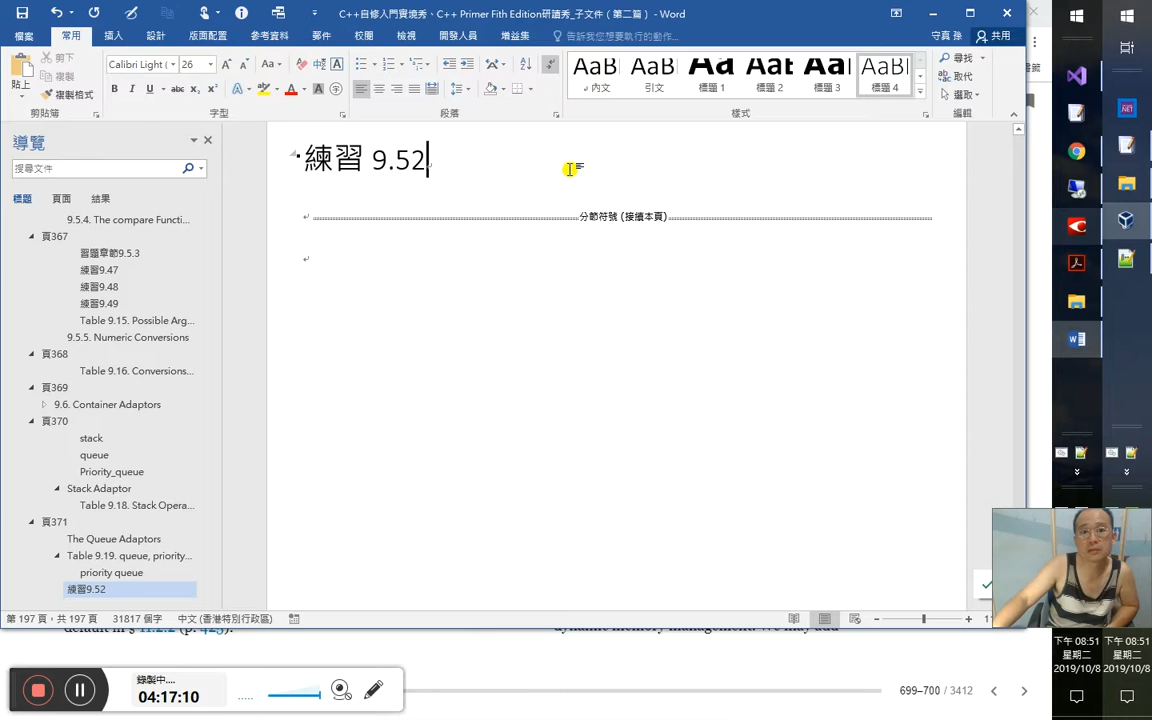 C++自修入門實境秀、C++ Primer Fith Edition研讀秀_子文件（第二篇） - Word
檔案 常用 插入 設計 版面配置 參考資料 郵件 校閱 檢視 開發人員 增益集 告訴我您想要執行的動作... 守真 孫 共用
貼上 剪下 複製 複製格式
Calibri Light ( 26
AaB AaB Aa AaB AaB AaB
內文 引文 標題 1 標題 2 標題 3 標題 4
尋找 取代 選取
剪貼簿 字型 段落 樣式 編輯
導覽
搜尋文件
標題 頁面 結果
9.5.4. The compare Functi...
頁367
習題章節9.5.3
練習9.47
練習9.48
練習9.49
Table 9.15. Possible Arg...
9.5.5. Numeric Conversions
頁368
Table 9.16. Conversions...
頁369
9.6. Container Adaptors
頁370
stack
queue
Priority_queue
Stack Adaptor
Table 9.18. Stack Opera...
頁371
The Queue Adaptors
Table 9.19. queue, priority...
priority queue
練習9.52
練習 9.52
分節符號 (接續本頁)
第 197 頁，共 197 頁 31817 個字 中文 (香港特別行政區)
錄製中....
04:17:10
699–700 / 3412
下午 08:51
星期二
2019/10/8
下午 08:51
星期二
2019/10/8